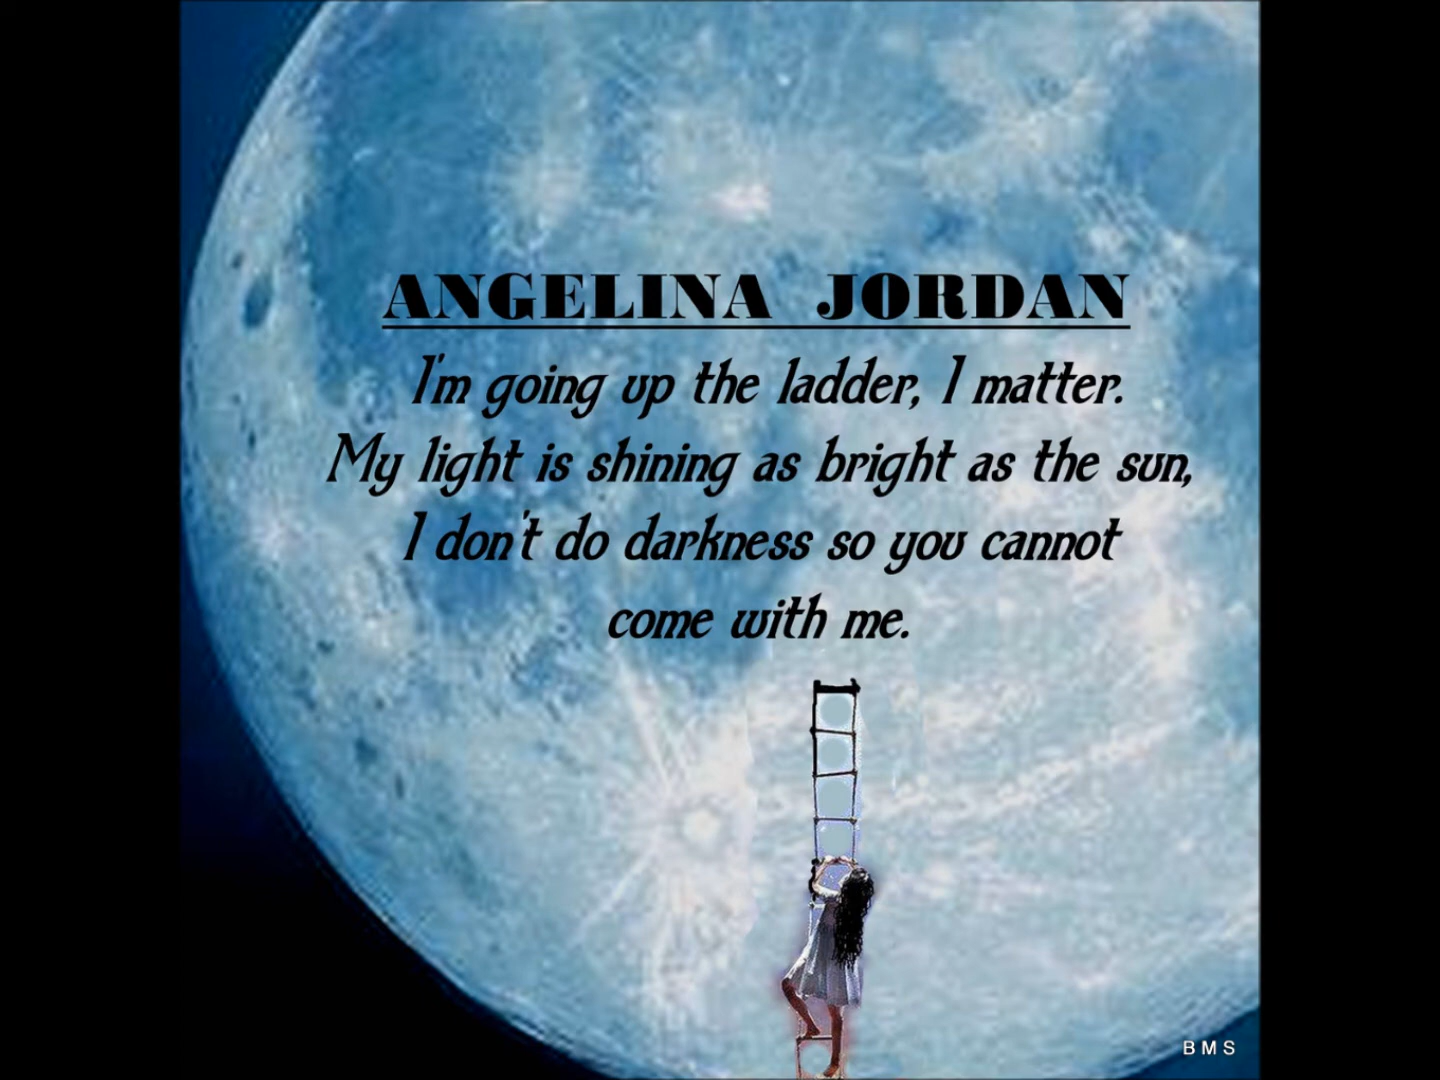 ANGELINA JORDAN
I'm going up the ladder, I matter.
My light is shining as bright as the sun,
I don't do darkness so you cannot
come with me.
BMS